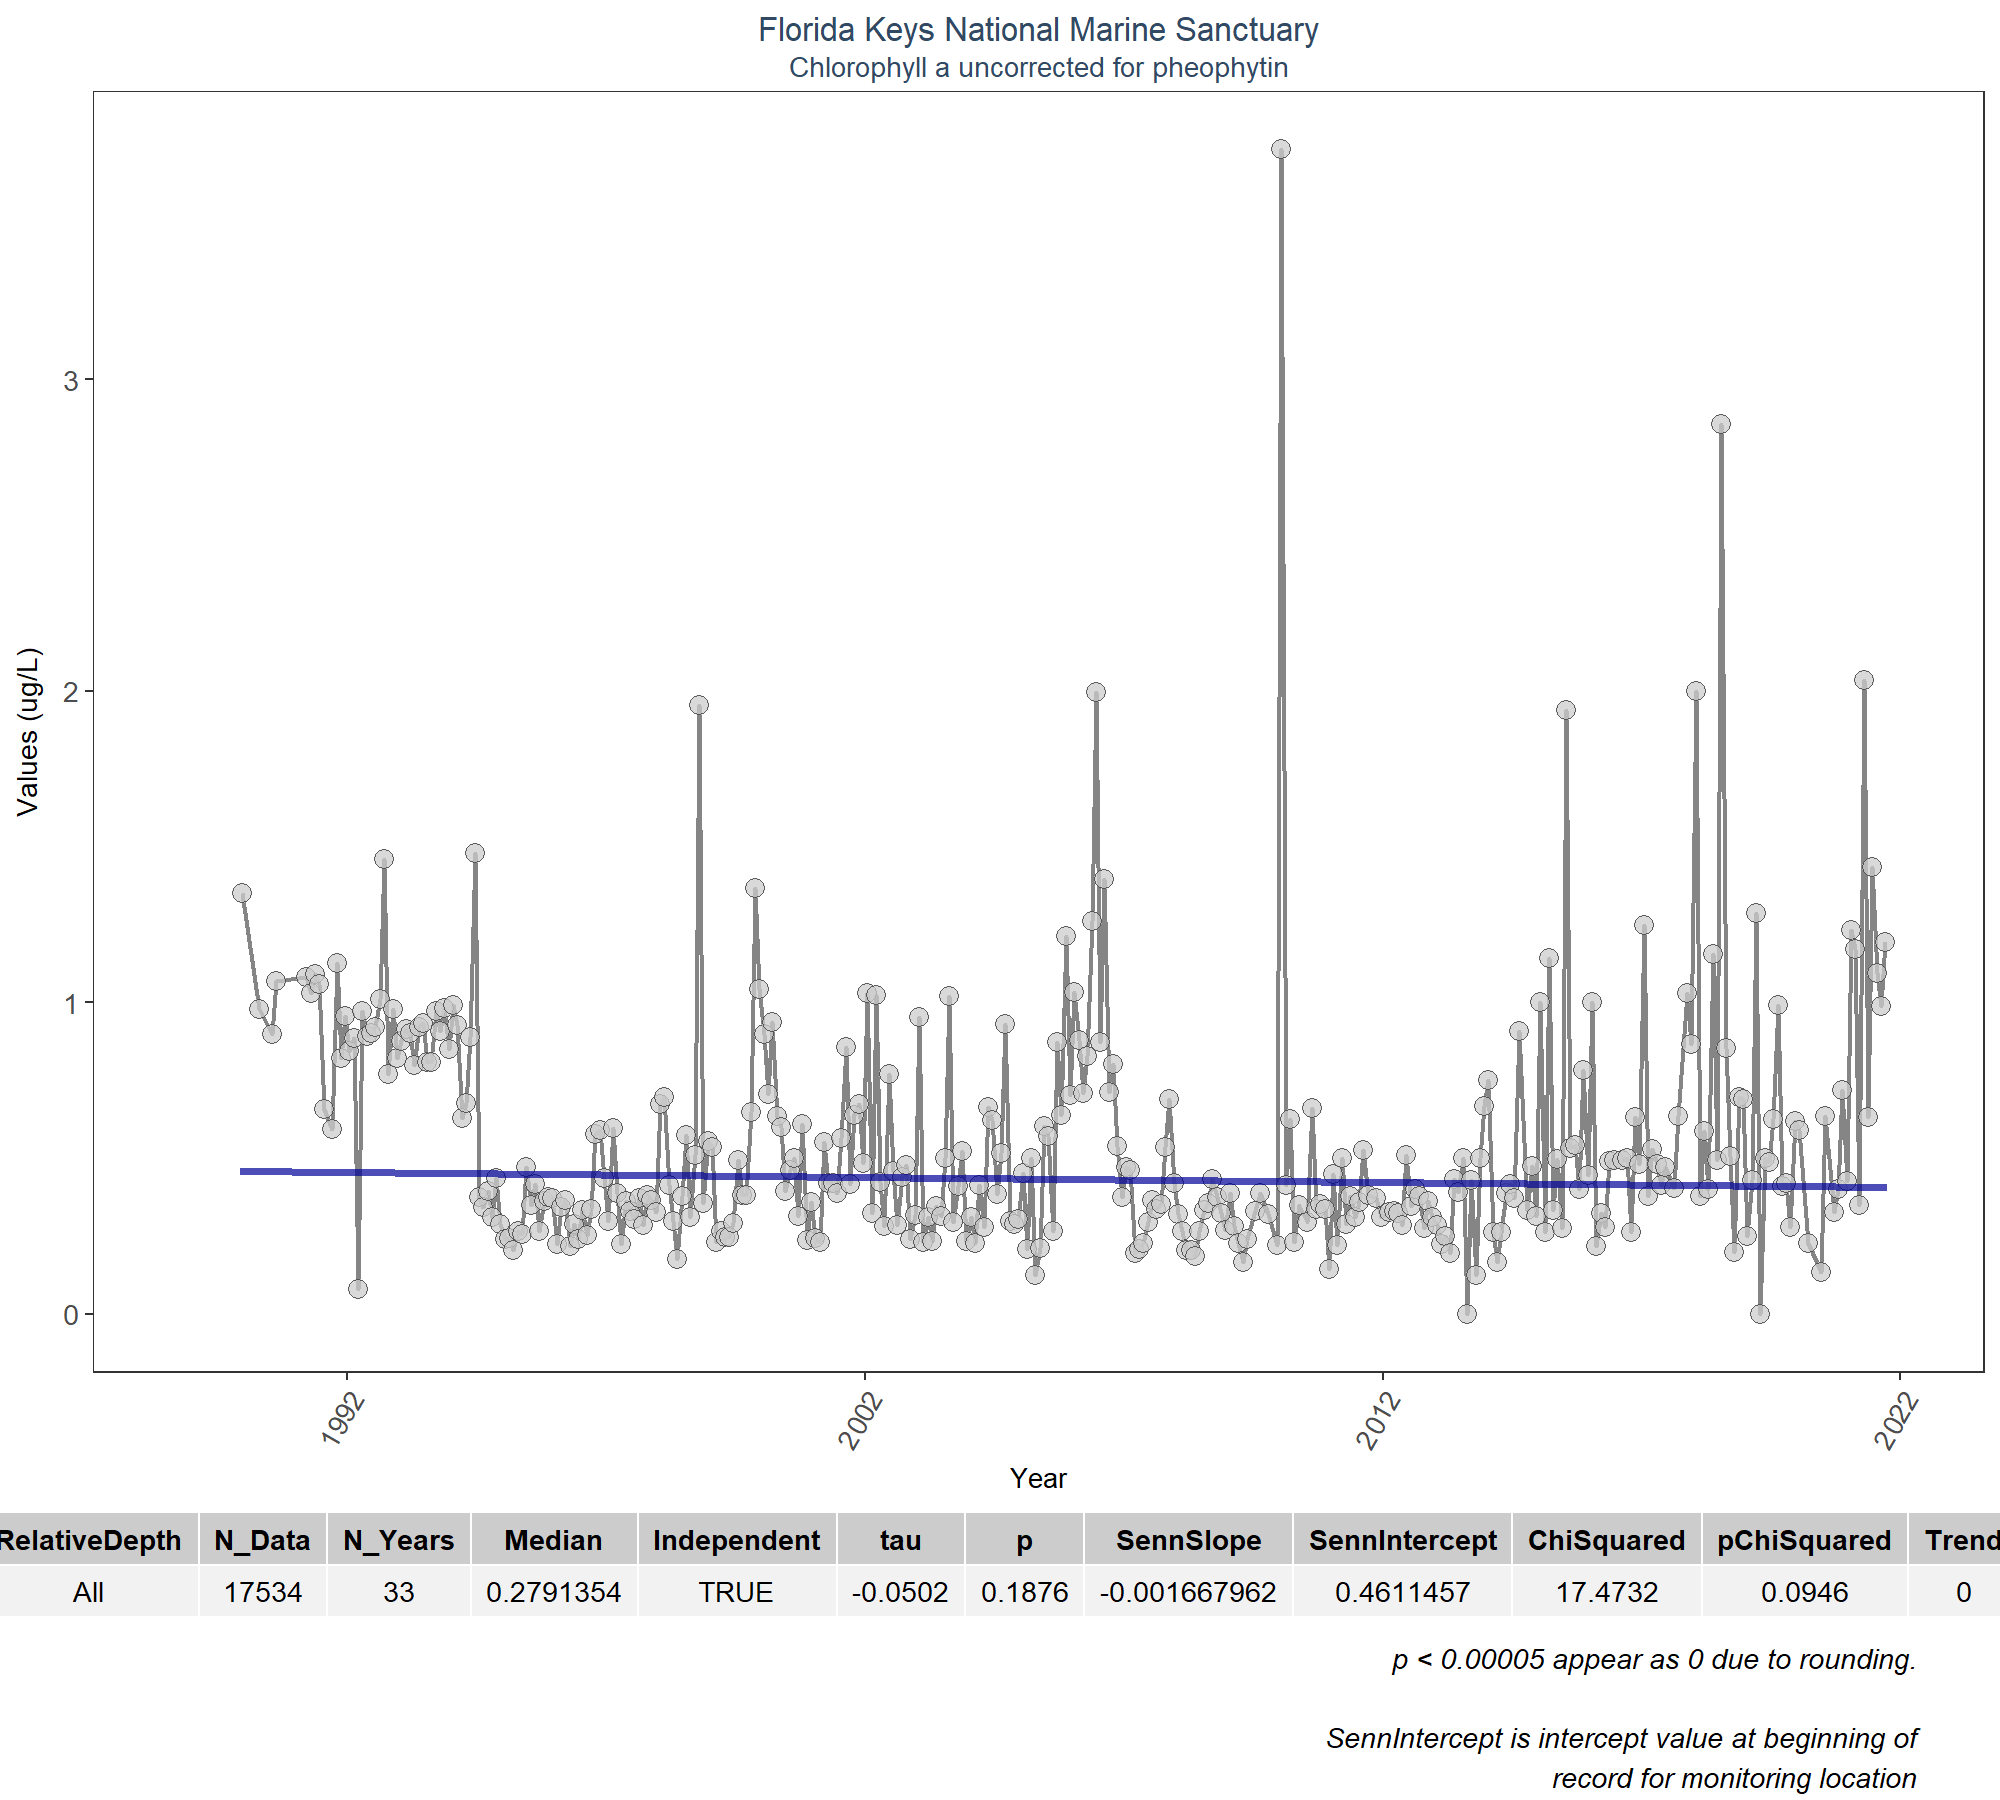 Florida Keys National Marine Sanctuary
Chlorophyll a uncorrected for pheophytin
Values (ug/L)
3
2
1
0
1992 2002 2012 2022
Year
RelativeDepth N_Data N_Years Median Independent tau p SennSlope SennIntercept ChiSquared pChiSquared Trend
All 17534 33 0.2791354 TRUE -0.0502 0.1876 -0.001667962 0.4611457 17.4732 0.0946 0
p < 0.00005 appear as 0 due to rounding.
SennIntercept is intercept value at beginning of
record for monitoring location